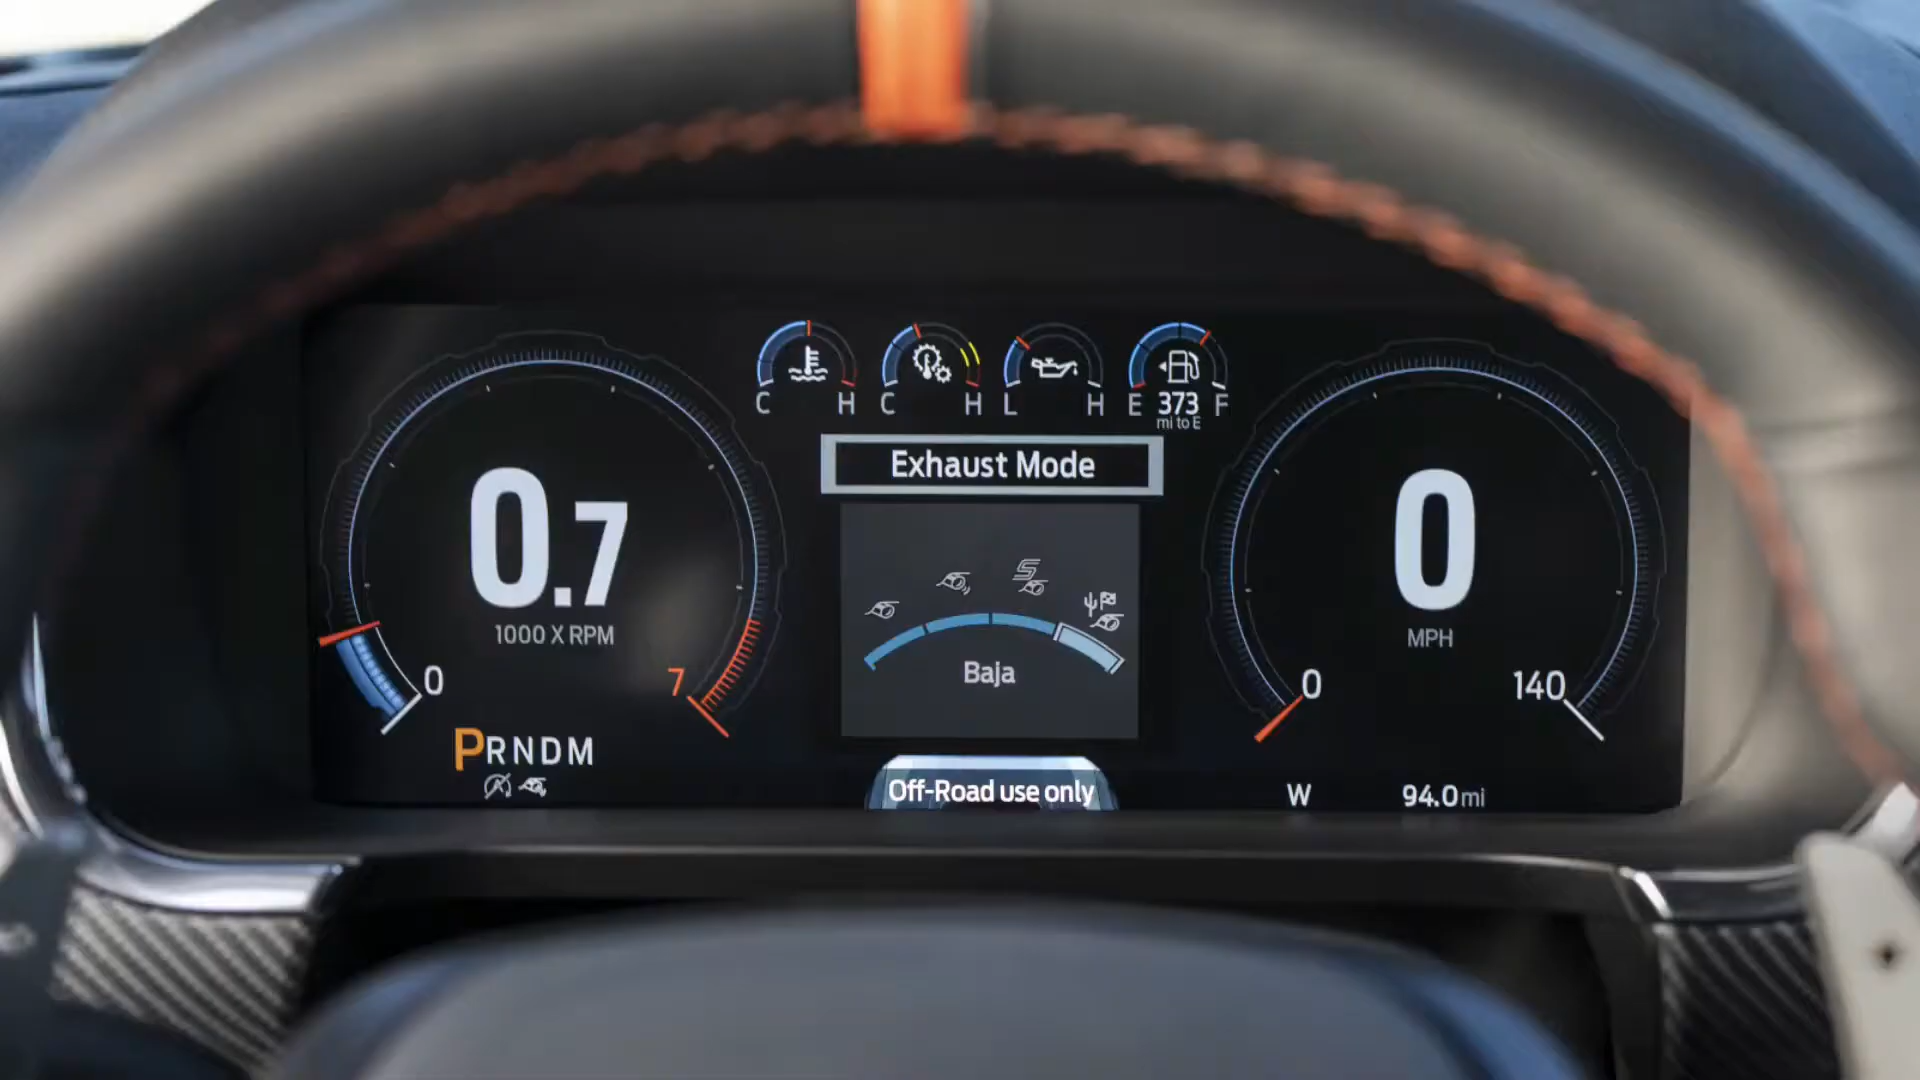 C H C H L H E 373 F
mi to E
Exhaust Mode
0.7
1000 X RPM
0
7
PRNDM
S
Baja
Off-Road use only
0
MPH
0
140
W
94.0mi